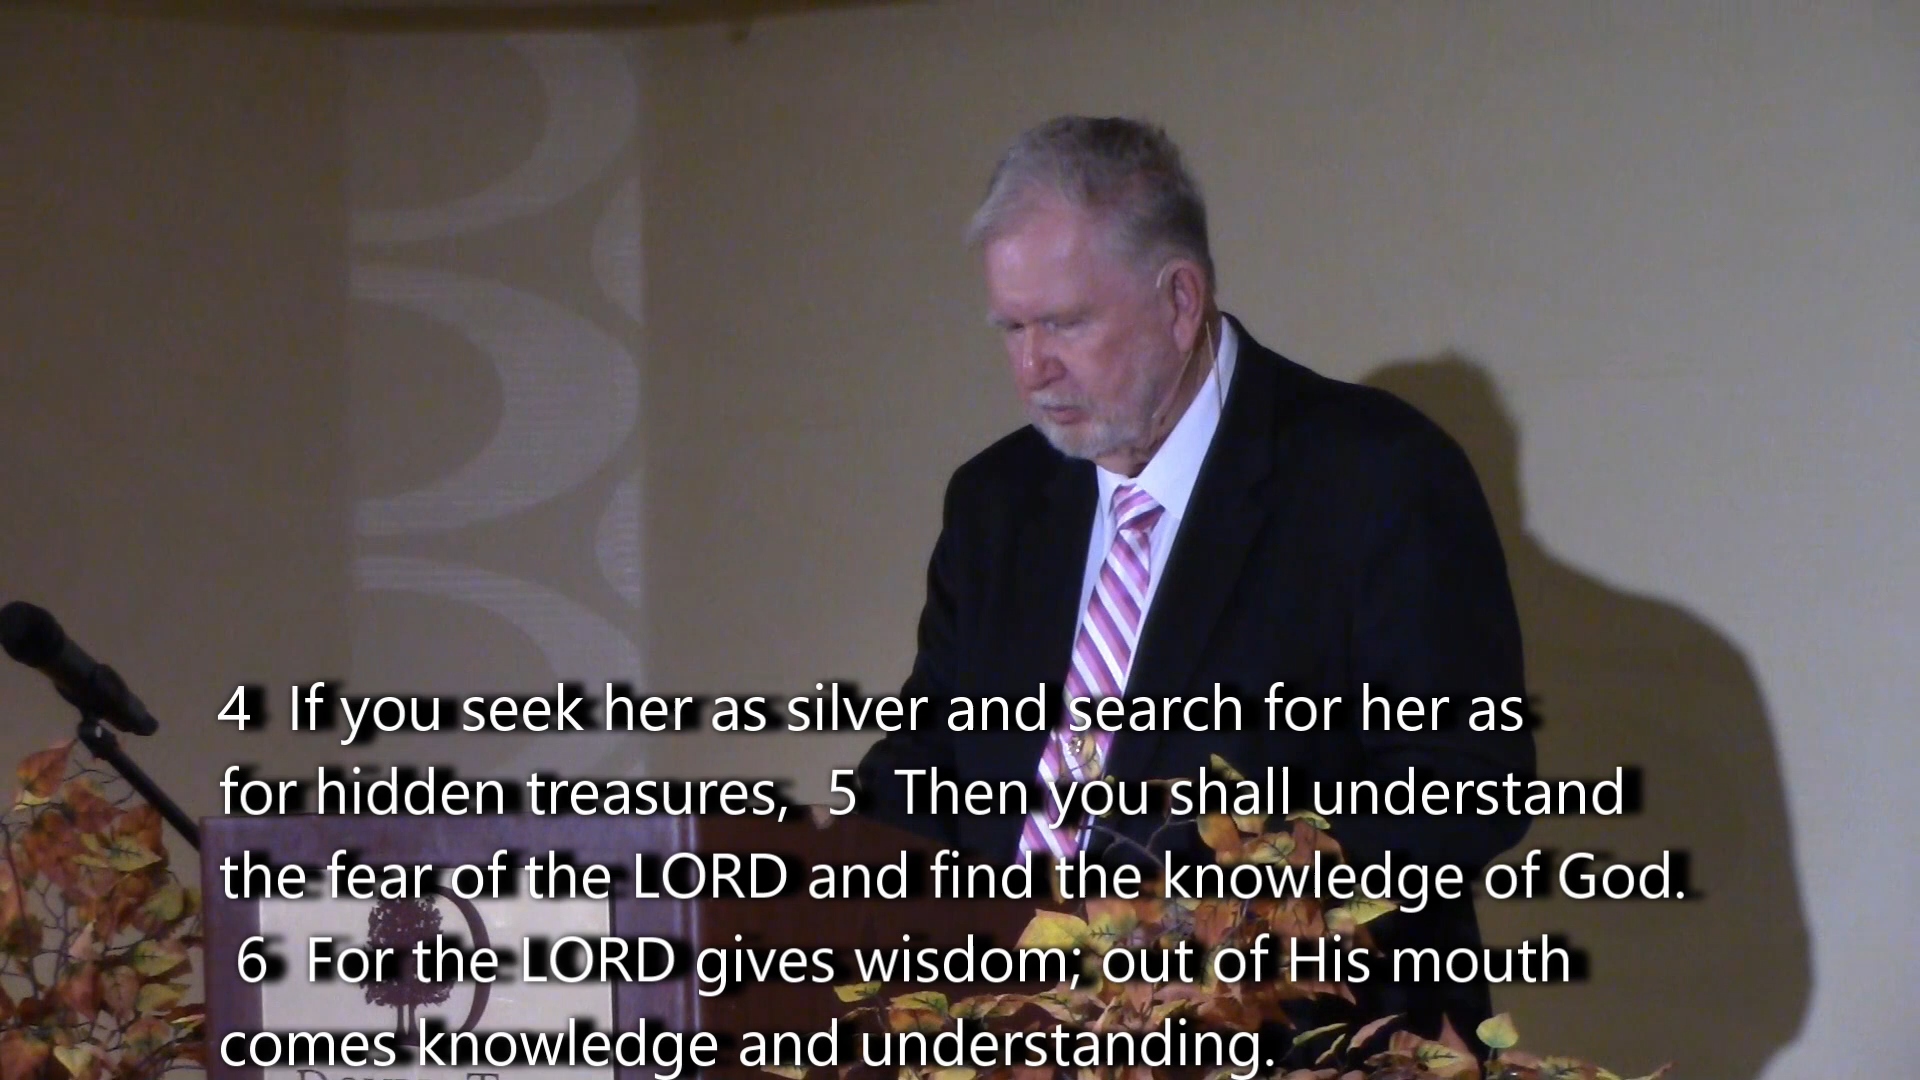 4 If you seek her as silver and search for her as
for hidden treasures, 5 Then you shall understand
the fear of the LORD and find the knowledge of God.
6 For the LORD gives wisdom; out of His mouth
comes knowledge and understanding.